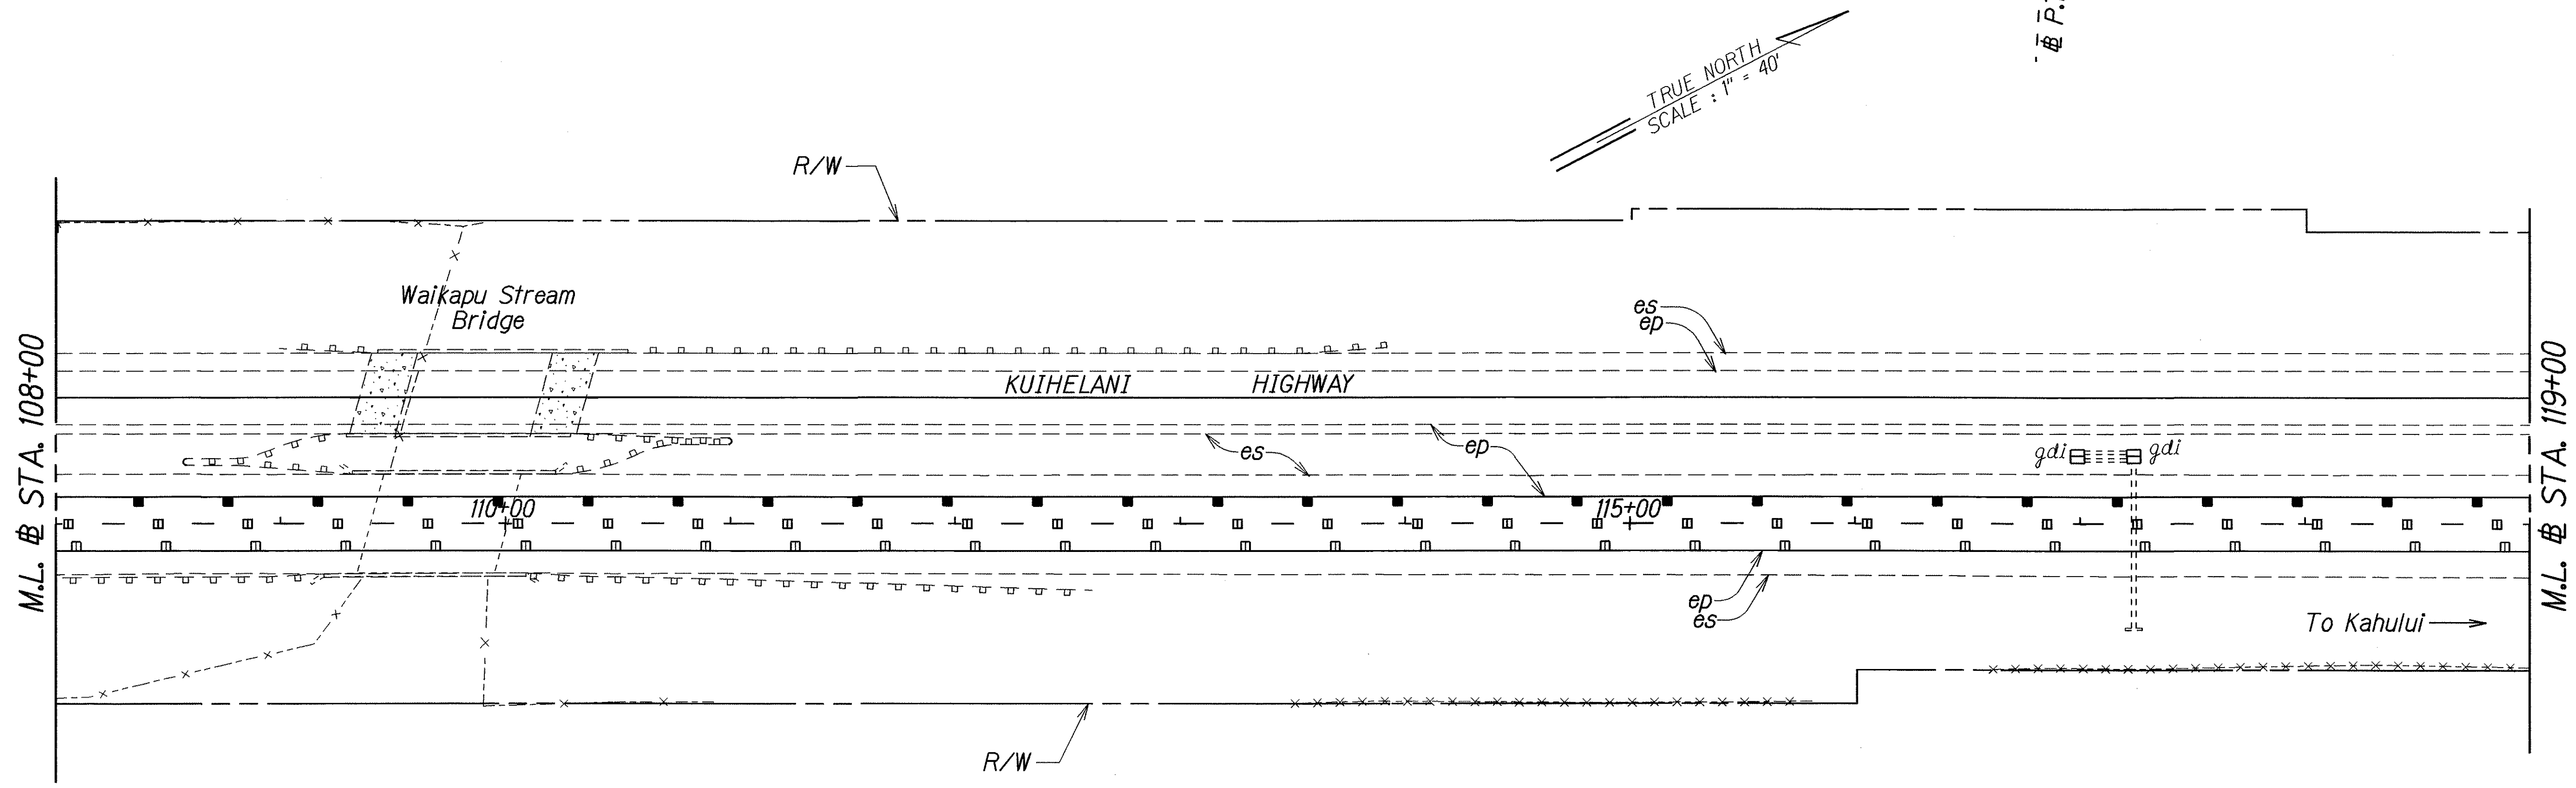 TRUE NORTH
SCALE : 1" = 40'
R/W
Waikapu Stream
Bridge
es
ep
KUIHELANI HIGHWAY
es
ep
gdi
gdi
110+00
115+00
ep
es
To Kahului
R/W
M.L. STA. 108+00
M.L. STA. 119+00